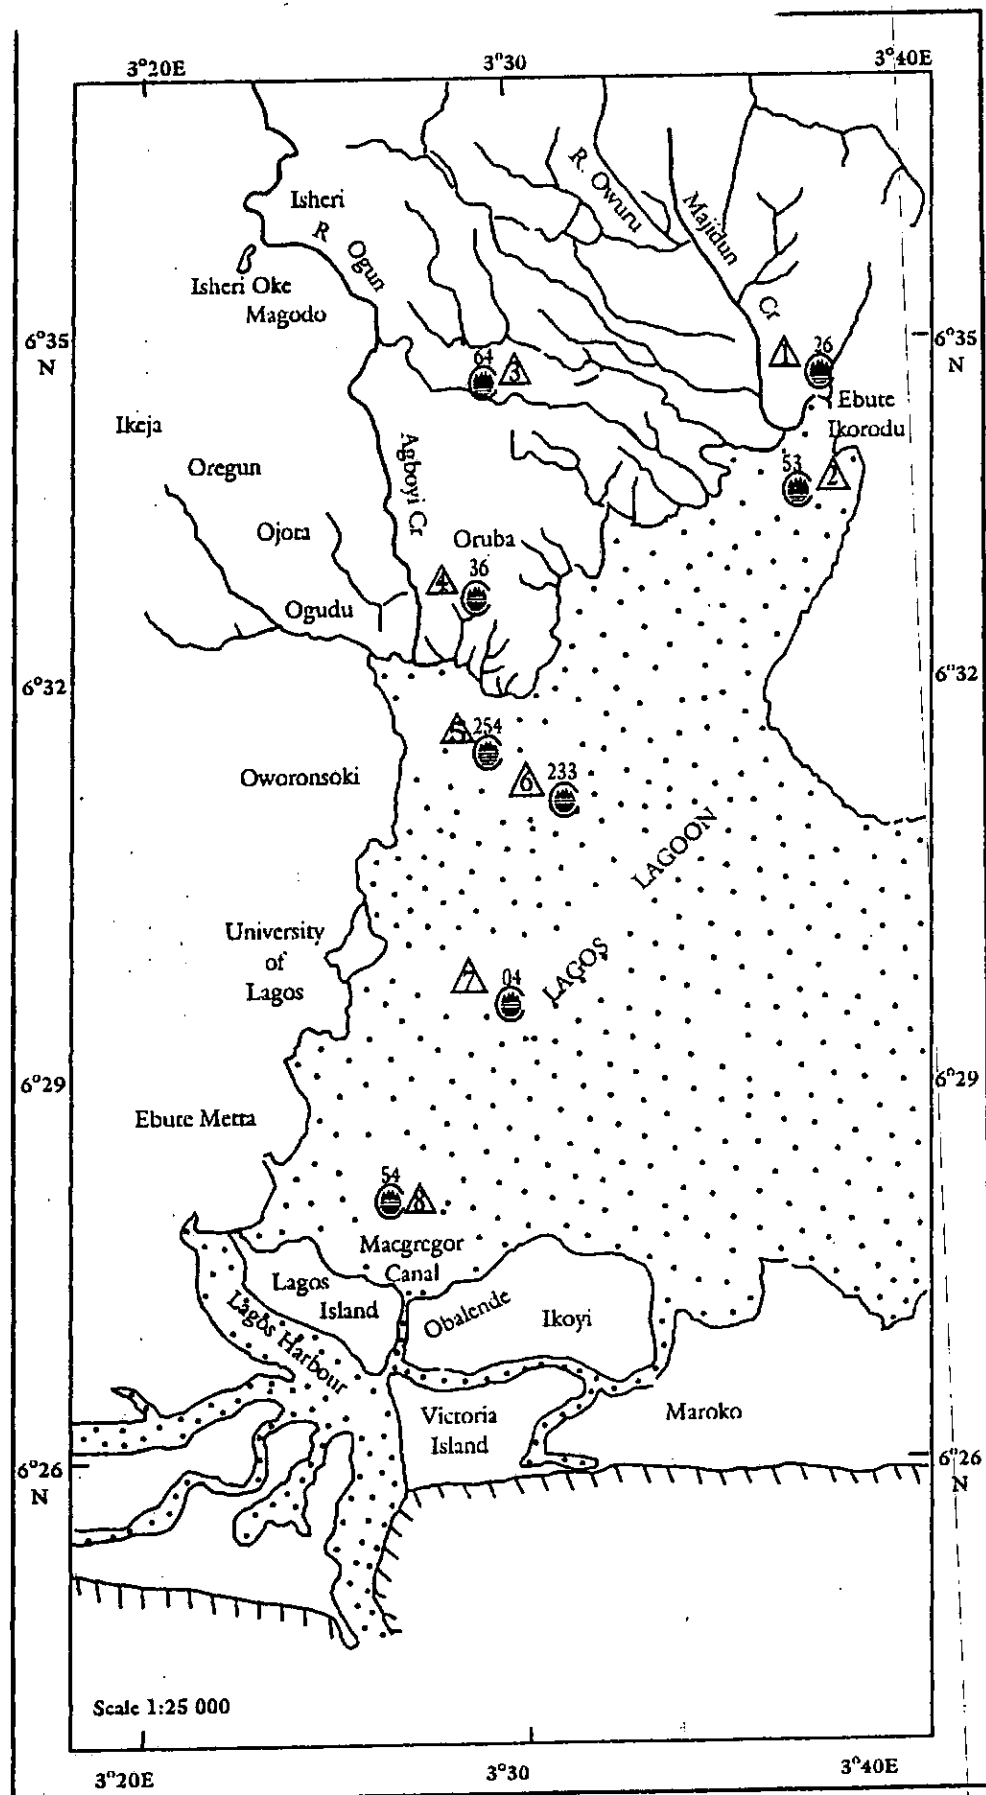 3°20E
3°30
3°40E
Isheri
R. Ogun
R. Owuru
Majidun
Cr
Isheri Oke
Magodo
6°35
N
6°35
N
64
3
1
26
Ebute
Ikorodu
Ikeja
Oregun
Agboyi Cr
53
2
Ojota
Oruba
4
36
Ogudu
6°32
6°32
5
254
6
233
Oworonsoki
LAGOON
University
of
Lagos
LAGOS
7
04
6°29
6°29
Ebute Metta
54
8
Macgregor
Canal
Lagos
Island
Lagos Harbour
Obalende
Ikoyi
Victoria
Island
Maroko
6°26
N
6°26
N
Scale 1:25 000
3°20E
3°30
3°40E